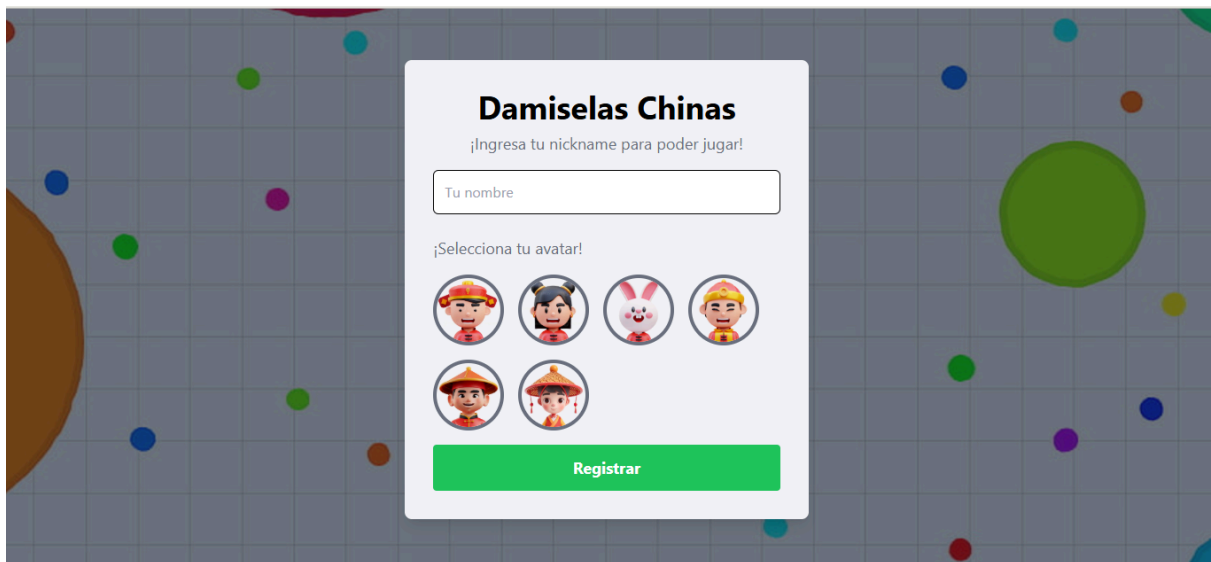 Damiselas Chinas
¡Ingresa tu nickname para poder jugar!
Tu nombre
¡Selecciona tu avatar!
Registrar